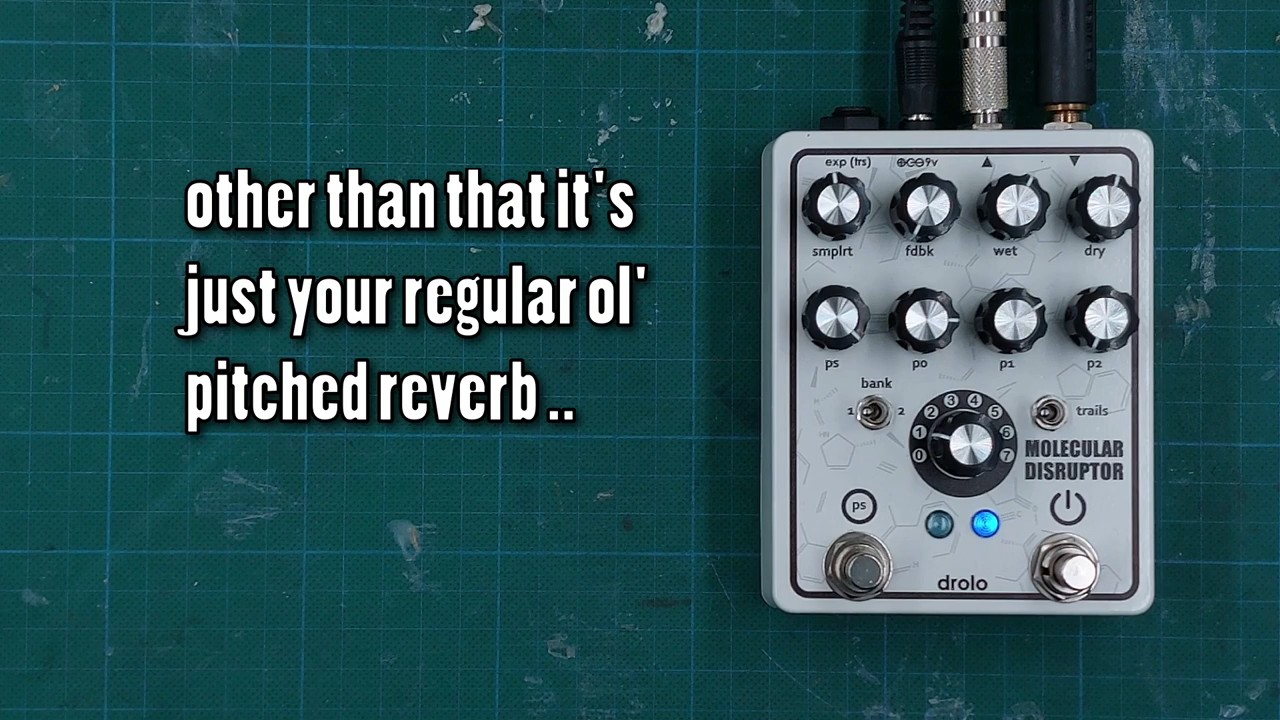 other than that it's
just your regular ol'
pitched reverb ..
exp (trs)
9v
smplrt
fdbk
wet
dry
ps
po
p1
p2
bank
1
2
trails
0
1
2
3
4
5
6
7
MOLECULAR
DISRUPTOR
ps
drolo